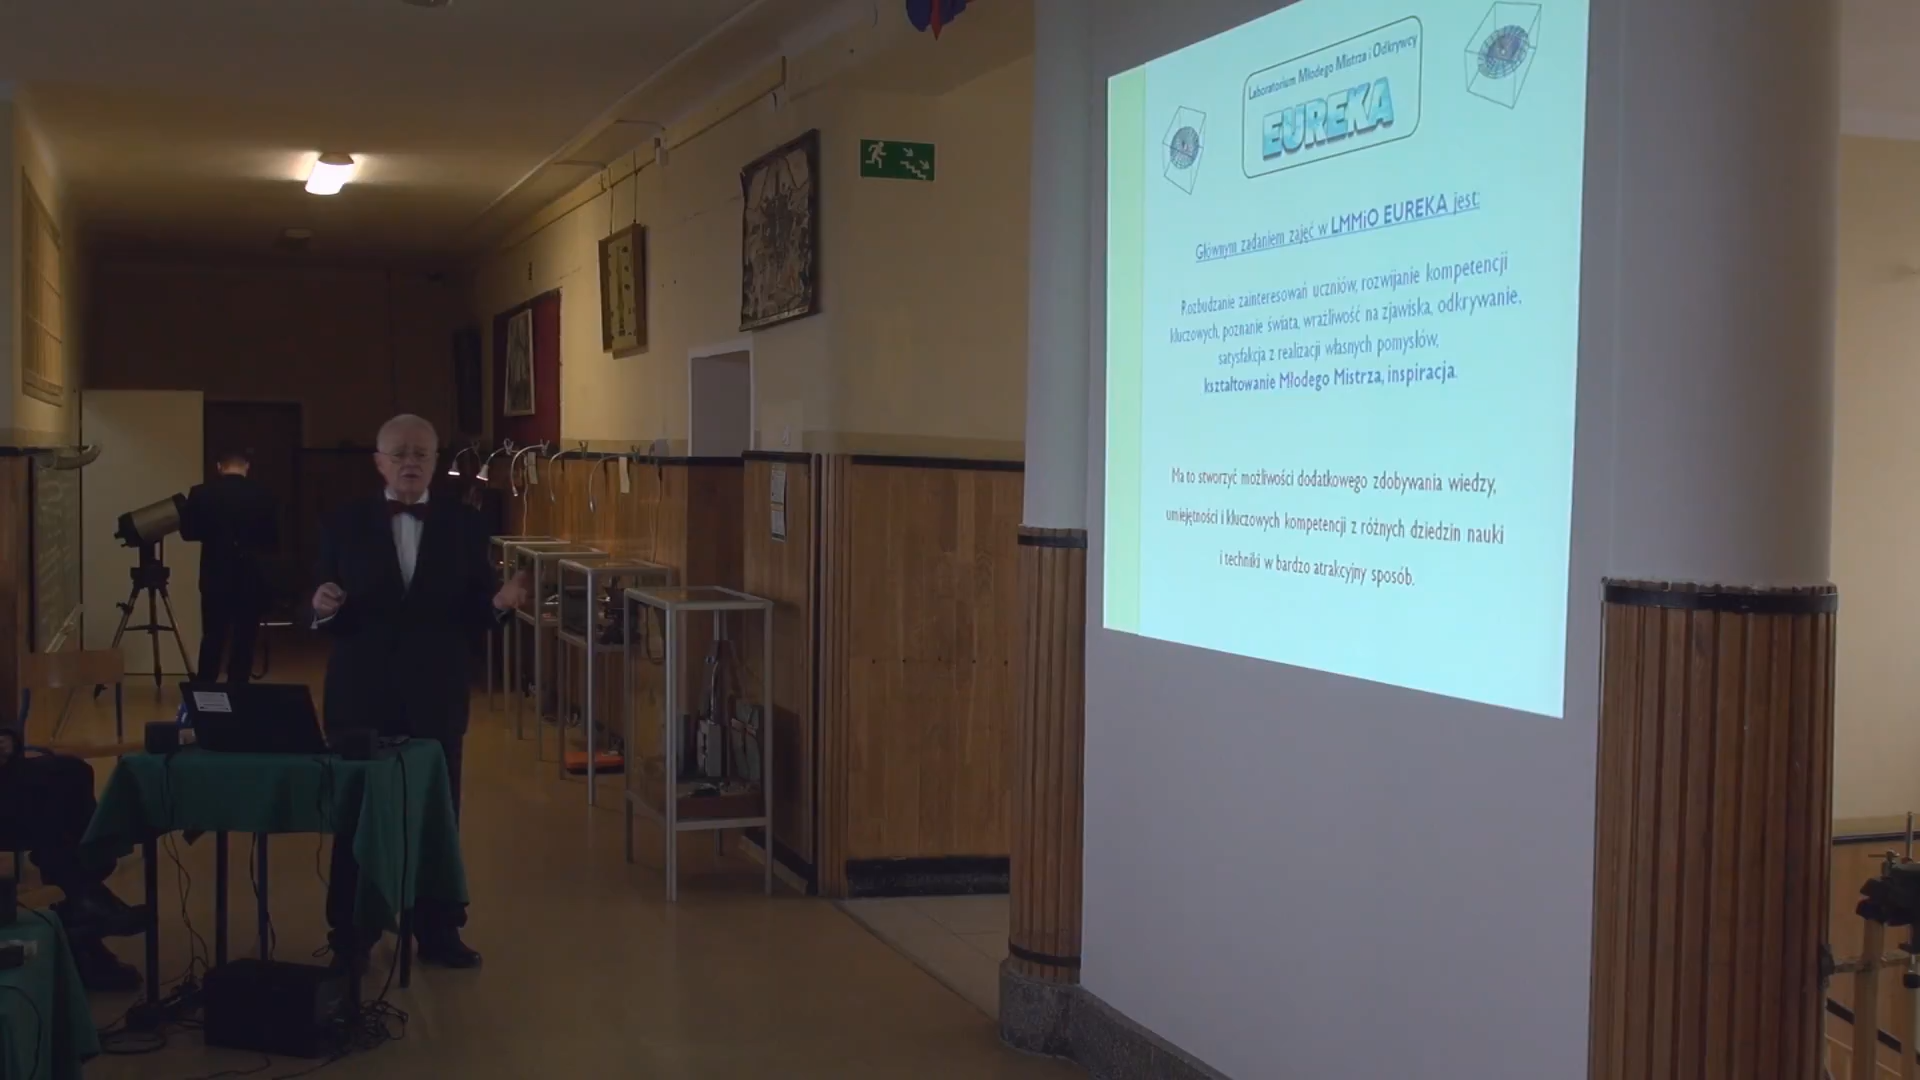 Laboratorium Młodego Mistrza i Odkrywcy
EUREKA
Głównym zadaniem zajęć w LMMiO EUREKA jest:
Rozbudzanie zainteresowań uczniów, rozwijanie kompetencji
kluczowych, poznanie świata, wrażliwość na zjawiska, odkrywanie,
satysfakcja z realizacji własnych pomysłów,
kształtowanie Młodego Mistrza, inspiracja.
Ma to stworzyć możliwości dodatkowego zdobywania wiedzy,
umiejętności i kluczowych kompetencji z różnych dziedzin nauki
i techniki w bardzo atrakcyjny sposób.